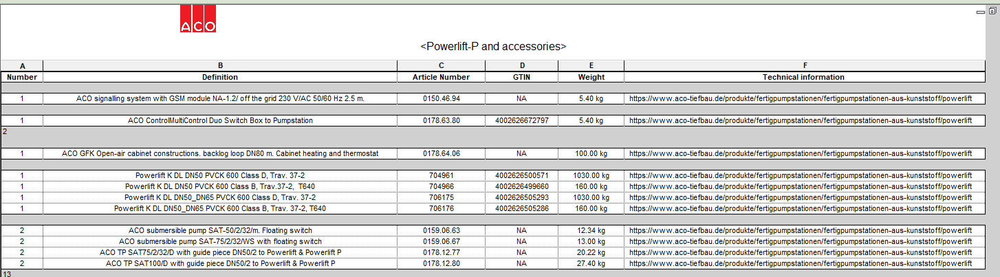 ACO
<Powerlift-P and accessories>
A B C D E F
Number Definition Article Number GTIN Weight Technical information
1 ACO signalling system with GSM module NA-1.2/ off the grid 230 V/AC 50/60 Hz 2.5 m. 0150.46.94 NA 5.40 kg https://www.aco-tiefbau.de/produkte/fertigpumpstationen/fertigpumpstationen-aus-kunststoff/powerlift
1 ACO ControlMultiControl Duo Switch Box to Pumpstation 0178.63.80 4002626672797 5.40 kg https://www.aco-tiefbau.de/produkte/fertigpumpstationen/fertigpumpstationen-aus-kunststoff/powerlift
2
1 ACO GFK Open-air cabinet constructions. backlog loop DN80 m. Cabinet heating and thermostat 0178.64.06 NA 100.00 kg https://www.aco-tiefbau.de/produkte/fertigpumpstationen/fertigpumpstationen-aus-kunststoff/powerlift
1 Powerlift K DL DN50 PVCK 600 Class D, Trav. 37-2 704961 4002626500571 1030.00 kg https://www.aco-tiefbau.de/produkte/fertigpumpstationen/fertigpumpstationen-aus-kunststoff/powerlift
1 Powerlift K DL DN50 PVCK 600 Class B, Trav.37-2, T640 704966 4002626499660 160.00 kg https://www.aco-tiefbau.de/produkte/fertigpumpstationen/fertigpumpstationen-aus-kunststoff/powerlift
1 Powerlift K DL DN50_DN65 PVCK 600 Class D, Trav. 37-2 706175 4002626505293 1030.00 kg https://www.aco-tiefbau.de/produkte/fertigpumpstationen/fertigpumpstationen-aus-kunststoff/powerlift
1 Powerlift K DL DN50_DN65 PVCK 600 Class B, Trav. 37-2, T640 706176 4002626505286 160.00 kg https://www.aco-tiefbau.de/produkte/fertigpumpstationen/fertigpumpstationen-aus-kunststoff/powerlift
2 ACO submersible pump SAT-50/2/32/m. Floating switch 0159.06.63 NA 12.34 kg https://www.aco-tiefbau.de/produkte/fertigpumpstationen/fertigpumpstationen-aus-kunststoff/powerlift
2 ACO submersible pump SAT-75/2/32/WS with floating switch 0159.06.67 NA 13.00 kg https://www.aco-tiefbau.de/produkte/fertigpumpstationen/fertigpumpstationen-aus-kunststoff/powerlift
2 ACO TP SAT75/2/32/D with guide piece DN50/2 to Powerlift & Powerlift P 0178.12.77 NA 20.22 kg https://www.aco-tiefbau.de/produkte/fertigpumpstationen/fertigpumpstationen-aus-kunststoff/powerlift
2 ACO TP SAT100/D with guide piece DN50/2 to Powerlift & Powerlift P 0178.12.80 NA 27.40 kg https://www.aco-tiefbau.de/produkte/fertigpumpstationen/fertigpumpstationen-aus-kunststoff/powerlift
13